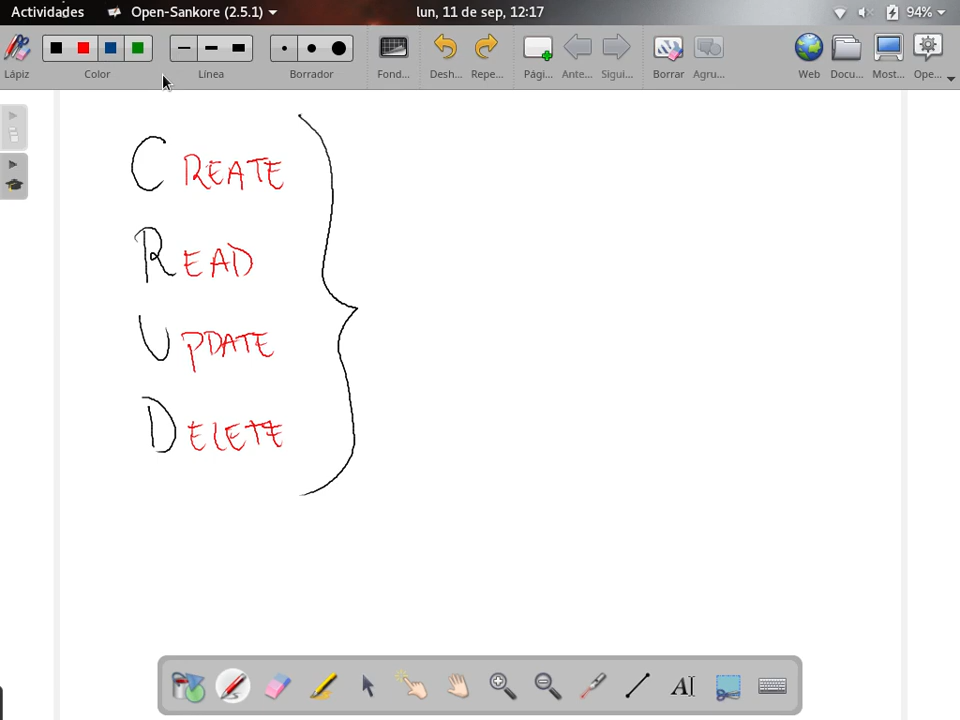 Actividades
Open-Sankore (2.5.1)
lun, 11 de sep, 12:17
94%
Lápiz
Color
Línea
Borrador
Fond...
Desh...
Repe...
Pági...
Ante...
Sigui...
Borrar
Agru...
Web
Docu...
Most...
Ope...
CREATE
READ
UPDATE
DELETE
AI